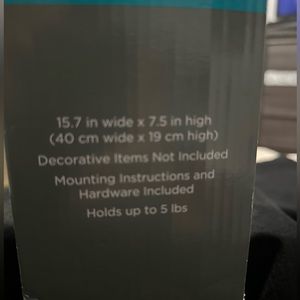 15.7 in wide x 7.5 in high
(40 cm wide x 19 cm high)
Decorative Items Not Included
Mounting Instructions and
Hardware Included
Holds up to 5 lbs